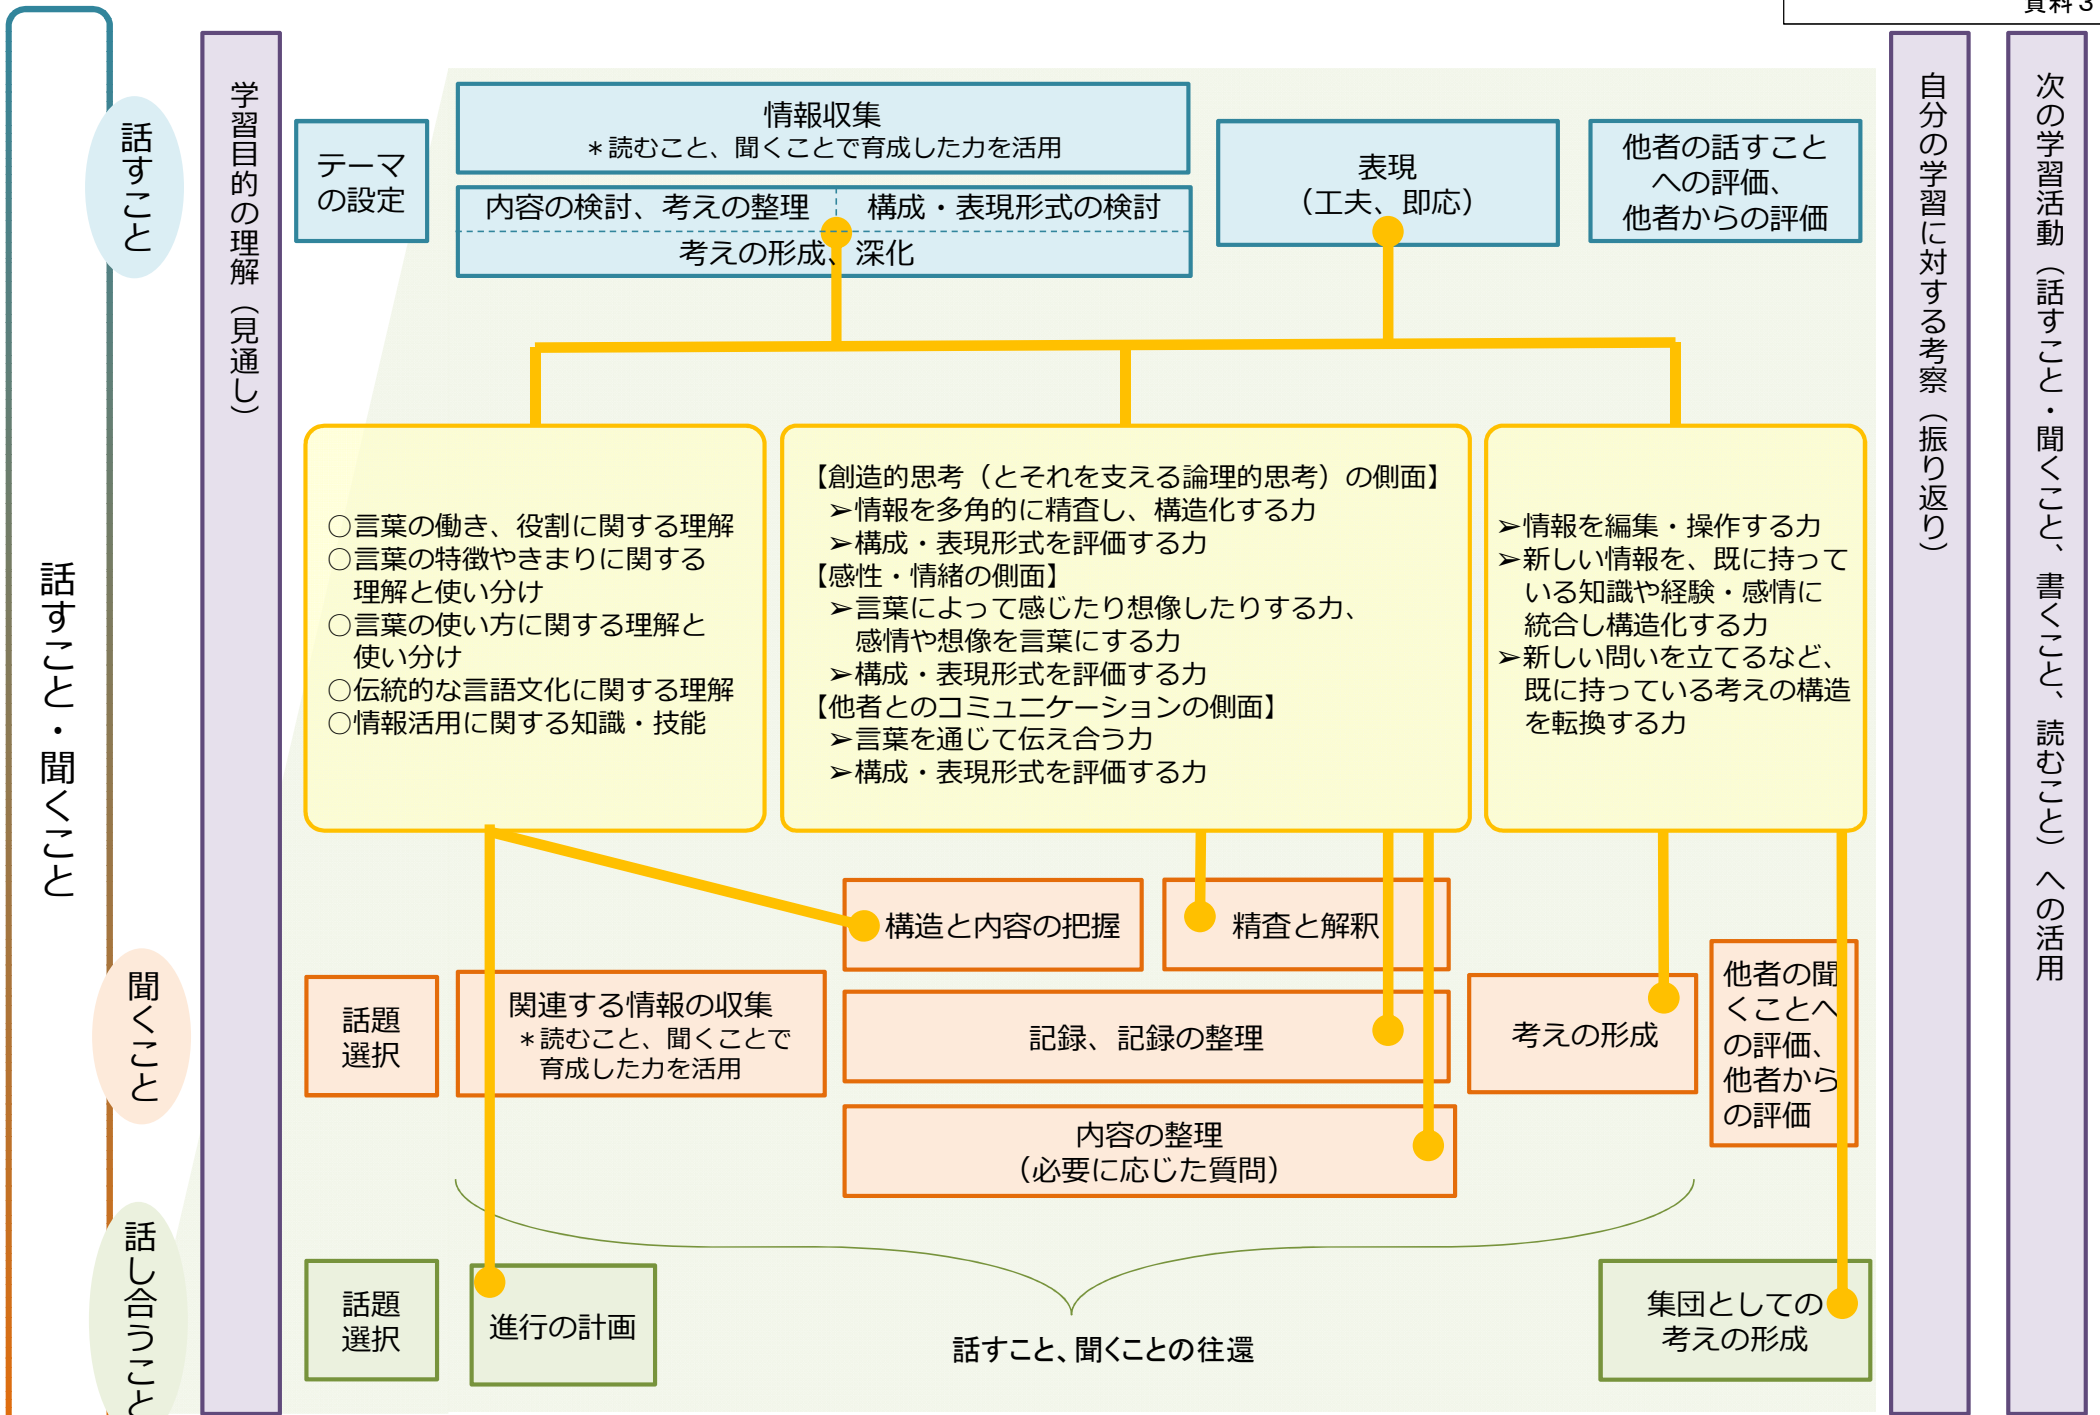 資料３
話すこと・聞くこと
話すこと
聞くこと
話し合うこと
学習目的の理解（見通し）
テーマ
の設定
情報収集
＊読むこと、聞くことで育成した力を活用
内容の検討、考えの整理
構成・表現形式の検討
考えの形成、深化
表現
（工夫、即応）
他者の話すこと
への評価、
他者からの評価
○言葉の働き、役割に関する理解
○言葉の特徴やきまりに関する
理解と使い分け
○言葉の使い方に関する理解と
使い分け
○伝統的な言語文化に関する理解
○情報活用に関する知識・技能
【創造的思考（とそれを支える論理的思考）の側面】
➢情報を多角的に精査し、構造化する力
➢構成・表現形式を評価する力
【感性・情緒の側面】
➢言葉によって感じたり想像したりする力、
感情や想像を言葉にする力
➢構成・表現形式を評価する力
【他者とのコミュニケーションの側面】
➢言葉を通じて伝え合う力
➢構成・表現形式を評価する力
➢情報を編集・操作する力
➢新しい情報を、既に持って
いる知識や経験・感情に
統合し構造化する力
➢新しい問いを立てるなど、
既に持っている考えの構造
を転換する力
構造と内容の把握
精査と解釈
話題
選択
関連する情報の収集
＊読むこと、聞くことで
育成した力を活用
記録、記録の整理
考えの形成
他者の聞
くことへ
の評価、
他者から
の評価
内容の整理
（必要に応じた質問）
話題
選択
進行の計画
話すこと、聞くことの往還
集団としての
考えの形成
自分の学習に対する考察（振り返り）
次の学習活動（話すこと・聞くこと、書くこと、読むこと）への活用